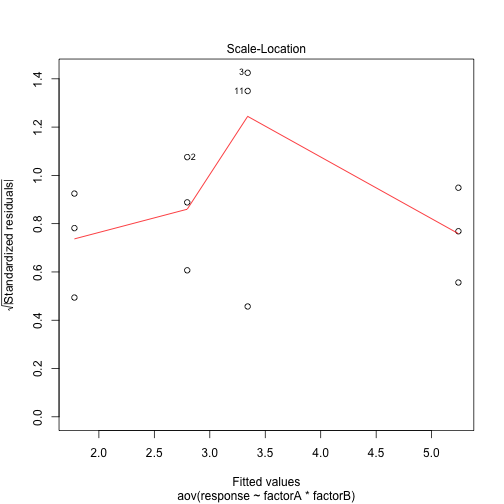 Scale-Location
√|Standardized residuals|
0.0 0.2 0.4 0.6 0.8 1.0 1.2 1.4
3
11
2
2.0 2.5 3.0 3.5 4.0 4.5 5.0
Fitted values
aov(response ~ factorA * factorB)